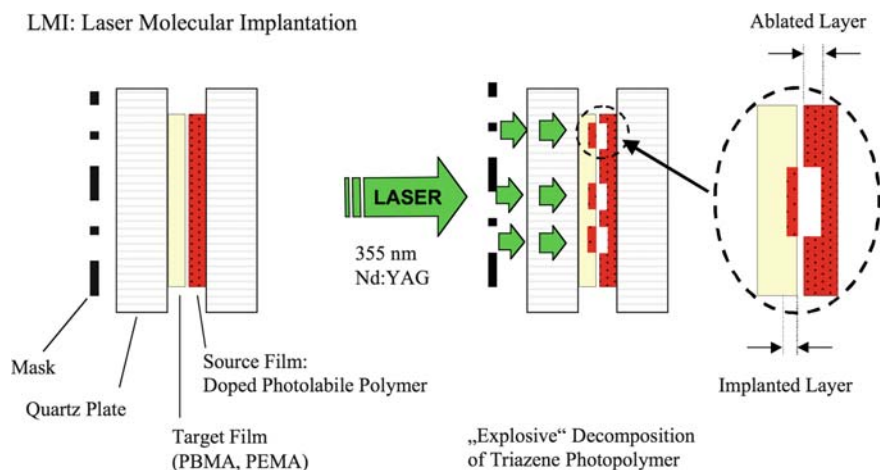 LMI: Laser Molecular Implantation
Ablated Layer
LASER
355 nm
Nd:YAG
Mask
Quartz Plate
Source Film:
Doped Photolabile Polymer
Target Film
(PBMA, PEMA)
„Explosive“ Decomposition
of Triazene Photopolymer
Implanted Layer